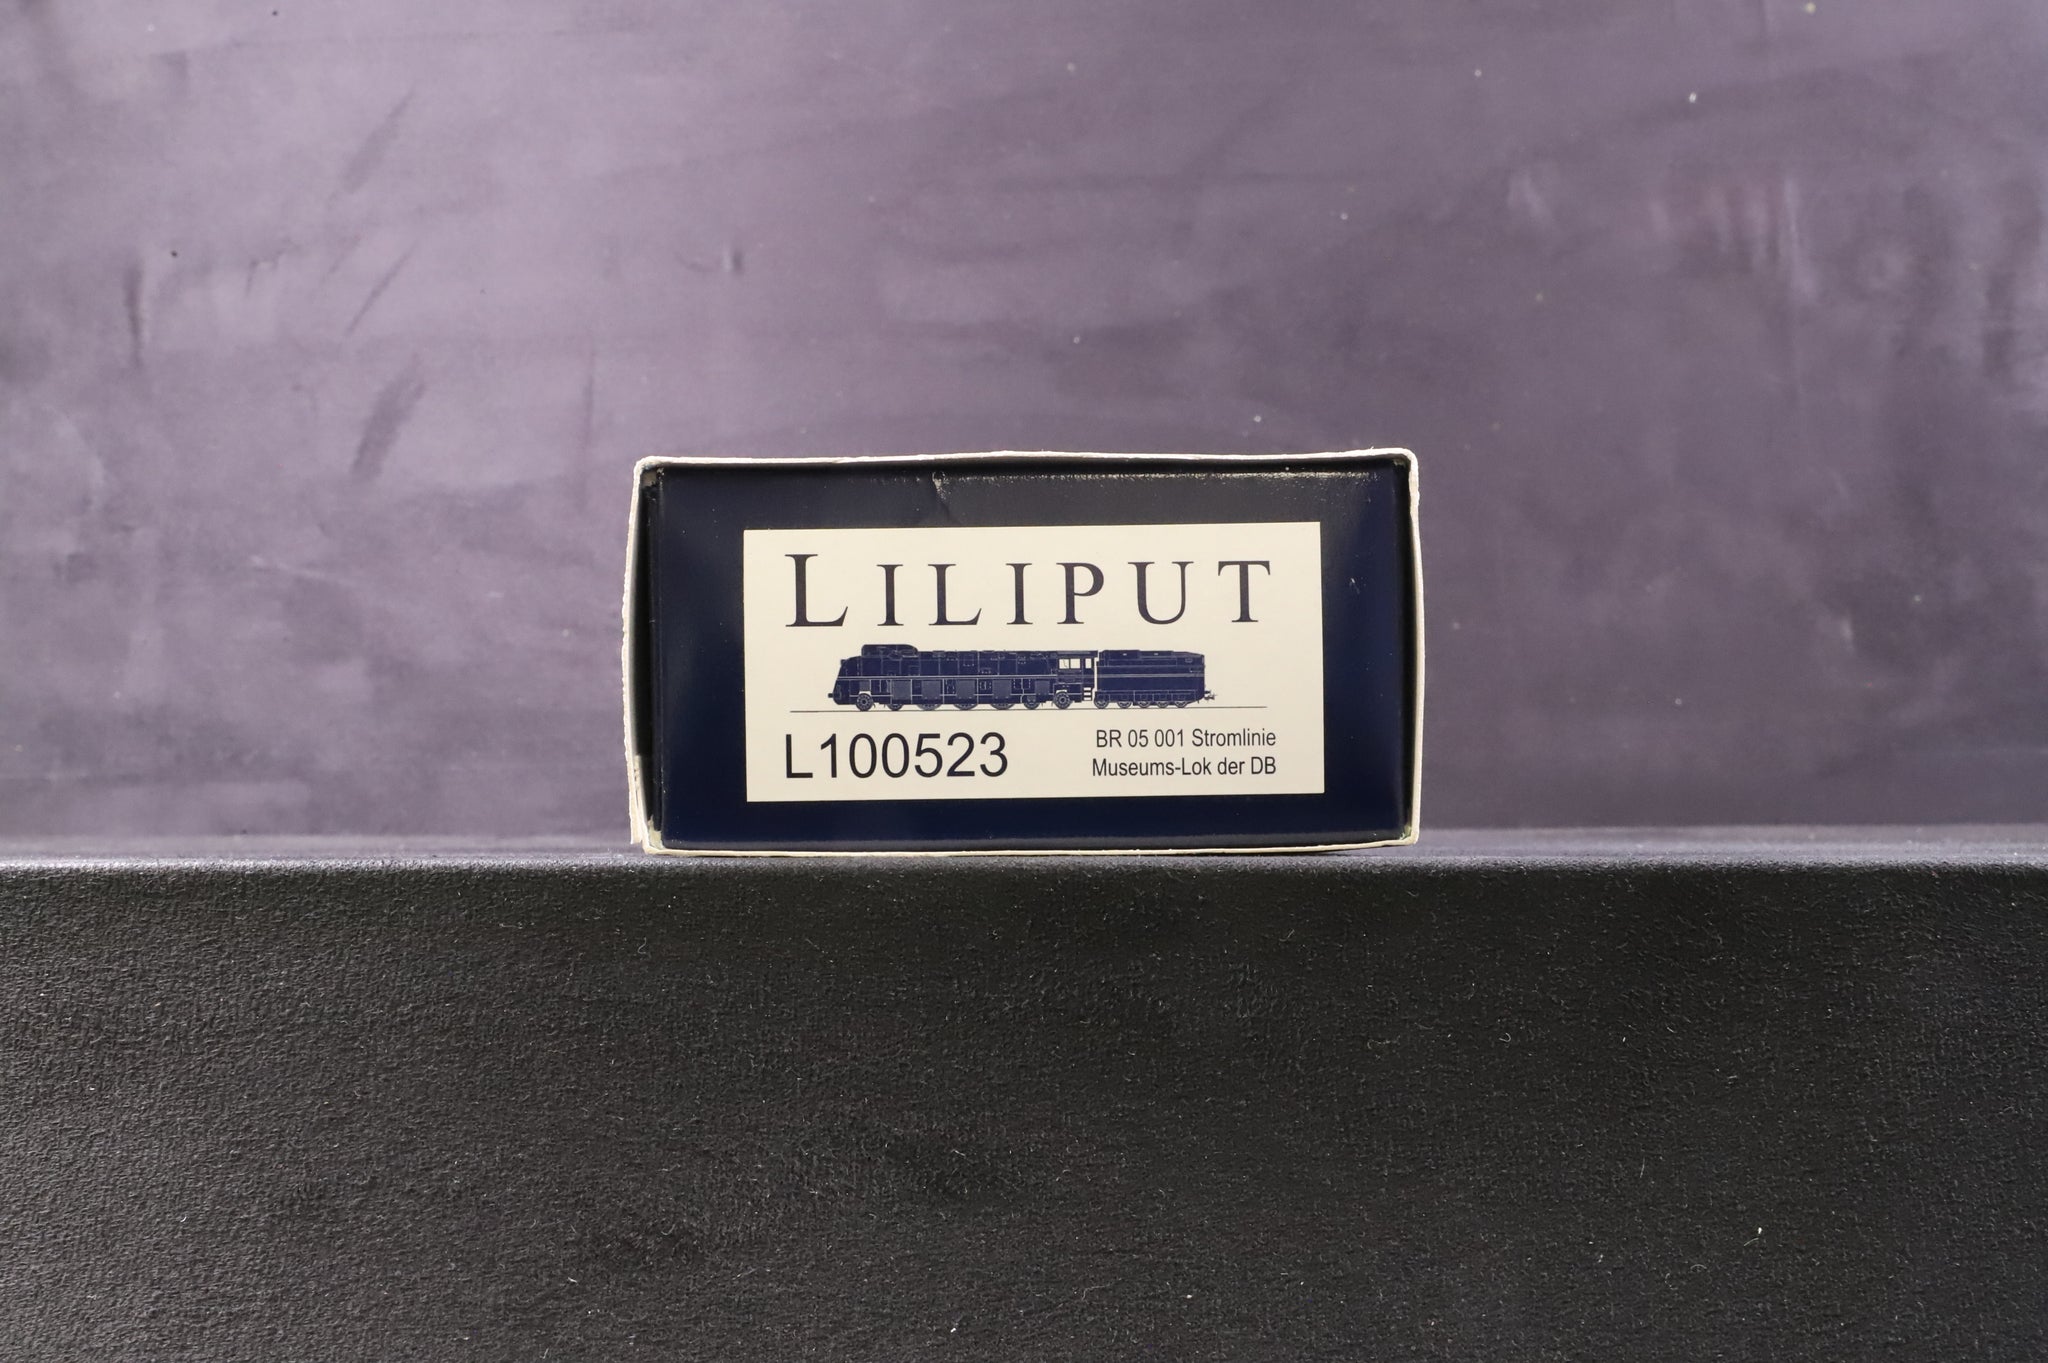 LILIPUT
L100523
BR 05 001 Stromlinie
Museums-Lok der DB